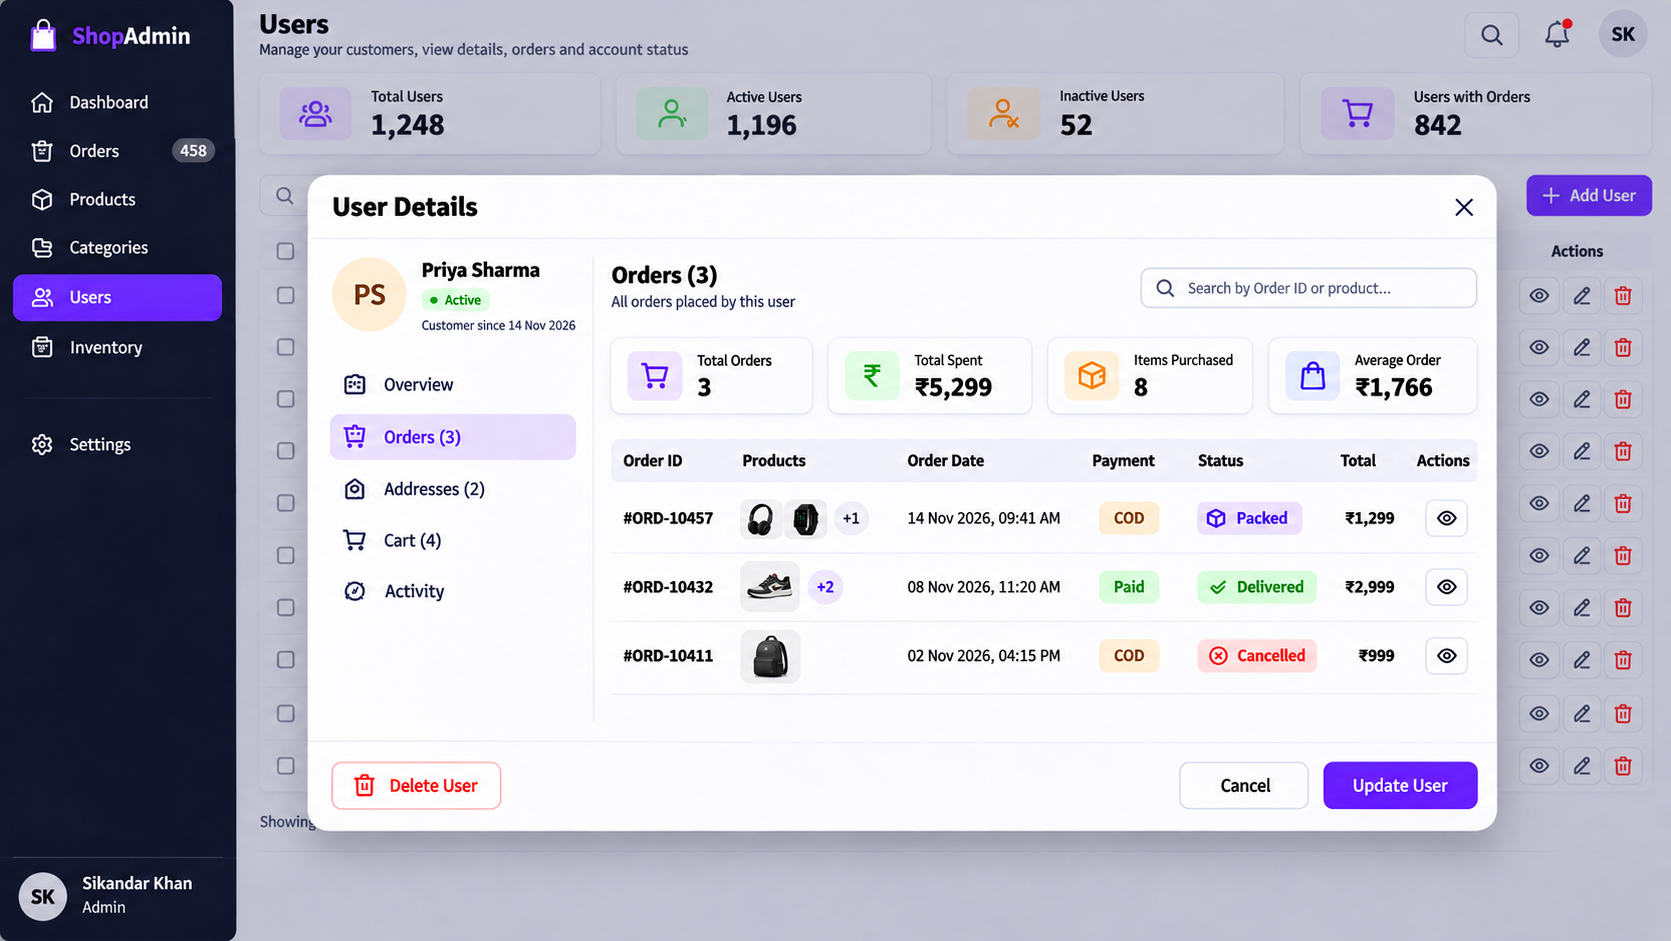 ShopAdmin
Dashboard
Orders 458
Products
Categories
Users
Inventory
Settings
SK
Sikandar Khan
Admin
Users
Manage your customers, view details, orders and account status
SK
Total Users
1,248
Active Users
1,196
Inactive Users
52
Users with Orders
842
+ Add User
Actions
Showing
User Details
PS
Priya Sharma
Active
Customer since 14 Nov 2026
Overview
Orders (3)
Addresses (2)
Cart (4)
Activity
Orders (3)
All orders placed by this user
Search by Order ID or product...
Total Orders
3
₹
Total Spent
₹5,299
Items Purchased
8
Average Order
₹1,766
Order ID Products Order Date Payment Status Total Actions
#ORD-10457 +1 14 Nov 2026, 09:41 AM COD Packed ₹1,299
#ORD-10432 +2 08 Nov 2026, 11:20 AM Paid Delivered ₹2,999
#ORD-10411 02 Nov 2026, 04:15 PM COD Cancelled ₹999
Delete User
Cancel
Update User